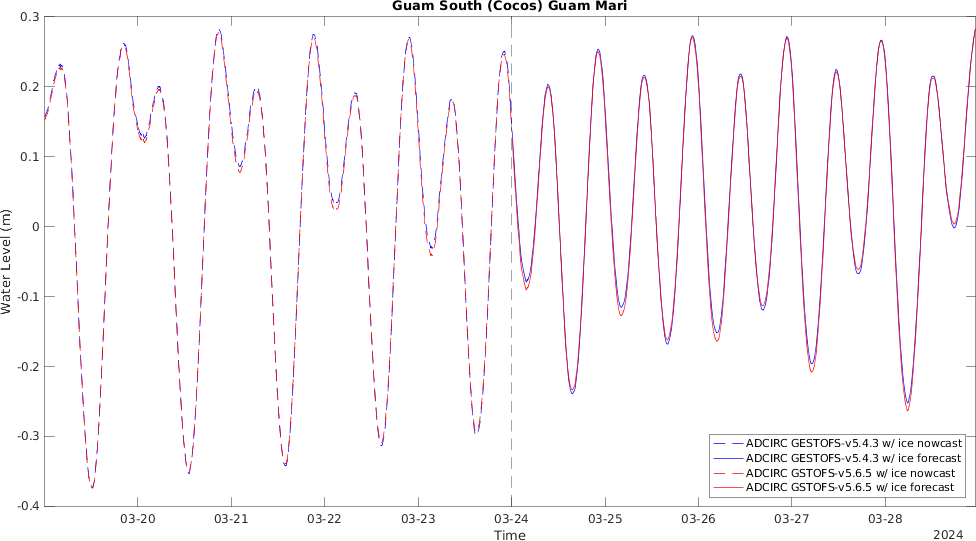 Guam South (Cocos) Guam Mari
0.3
0.2
0.1
0
-0.1
-0.2
-0.3
-0.4
Water Level (m)
ADCIRC GESTOFS-v5.4.3 w/ ice nowcast
ADCIRC GESTOFS-v5.4.3 w/ ice forecast
ADCIRC GSTOFS-v5.6.5 w/ ice nowcast
ADCIRC GSTOFS-v5.6.5 w/ ice forecast
03-20 03-21 03-22 03-23 03-24 03-25 03-26 03-27 03-28
Time
2024